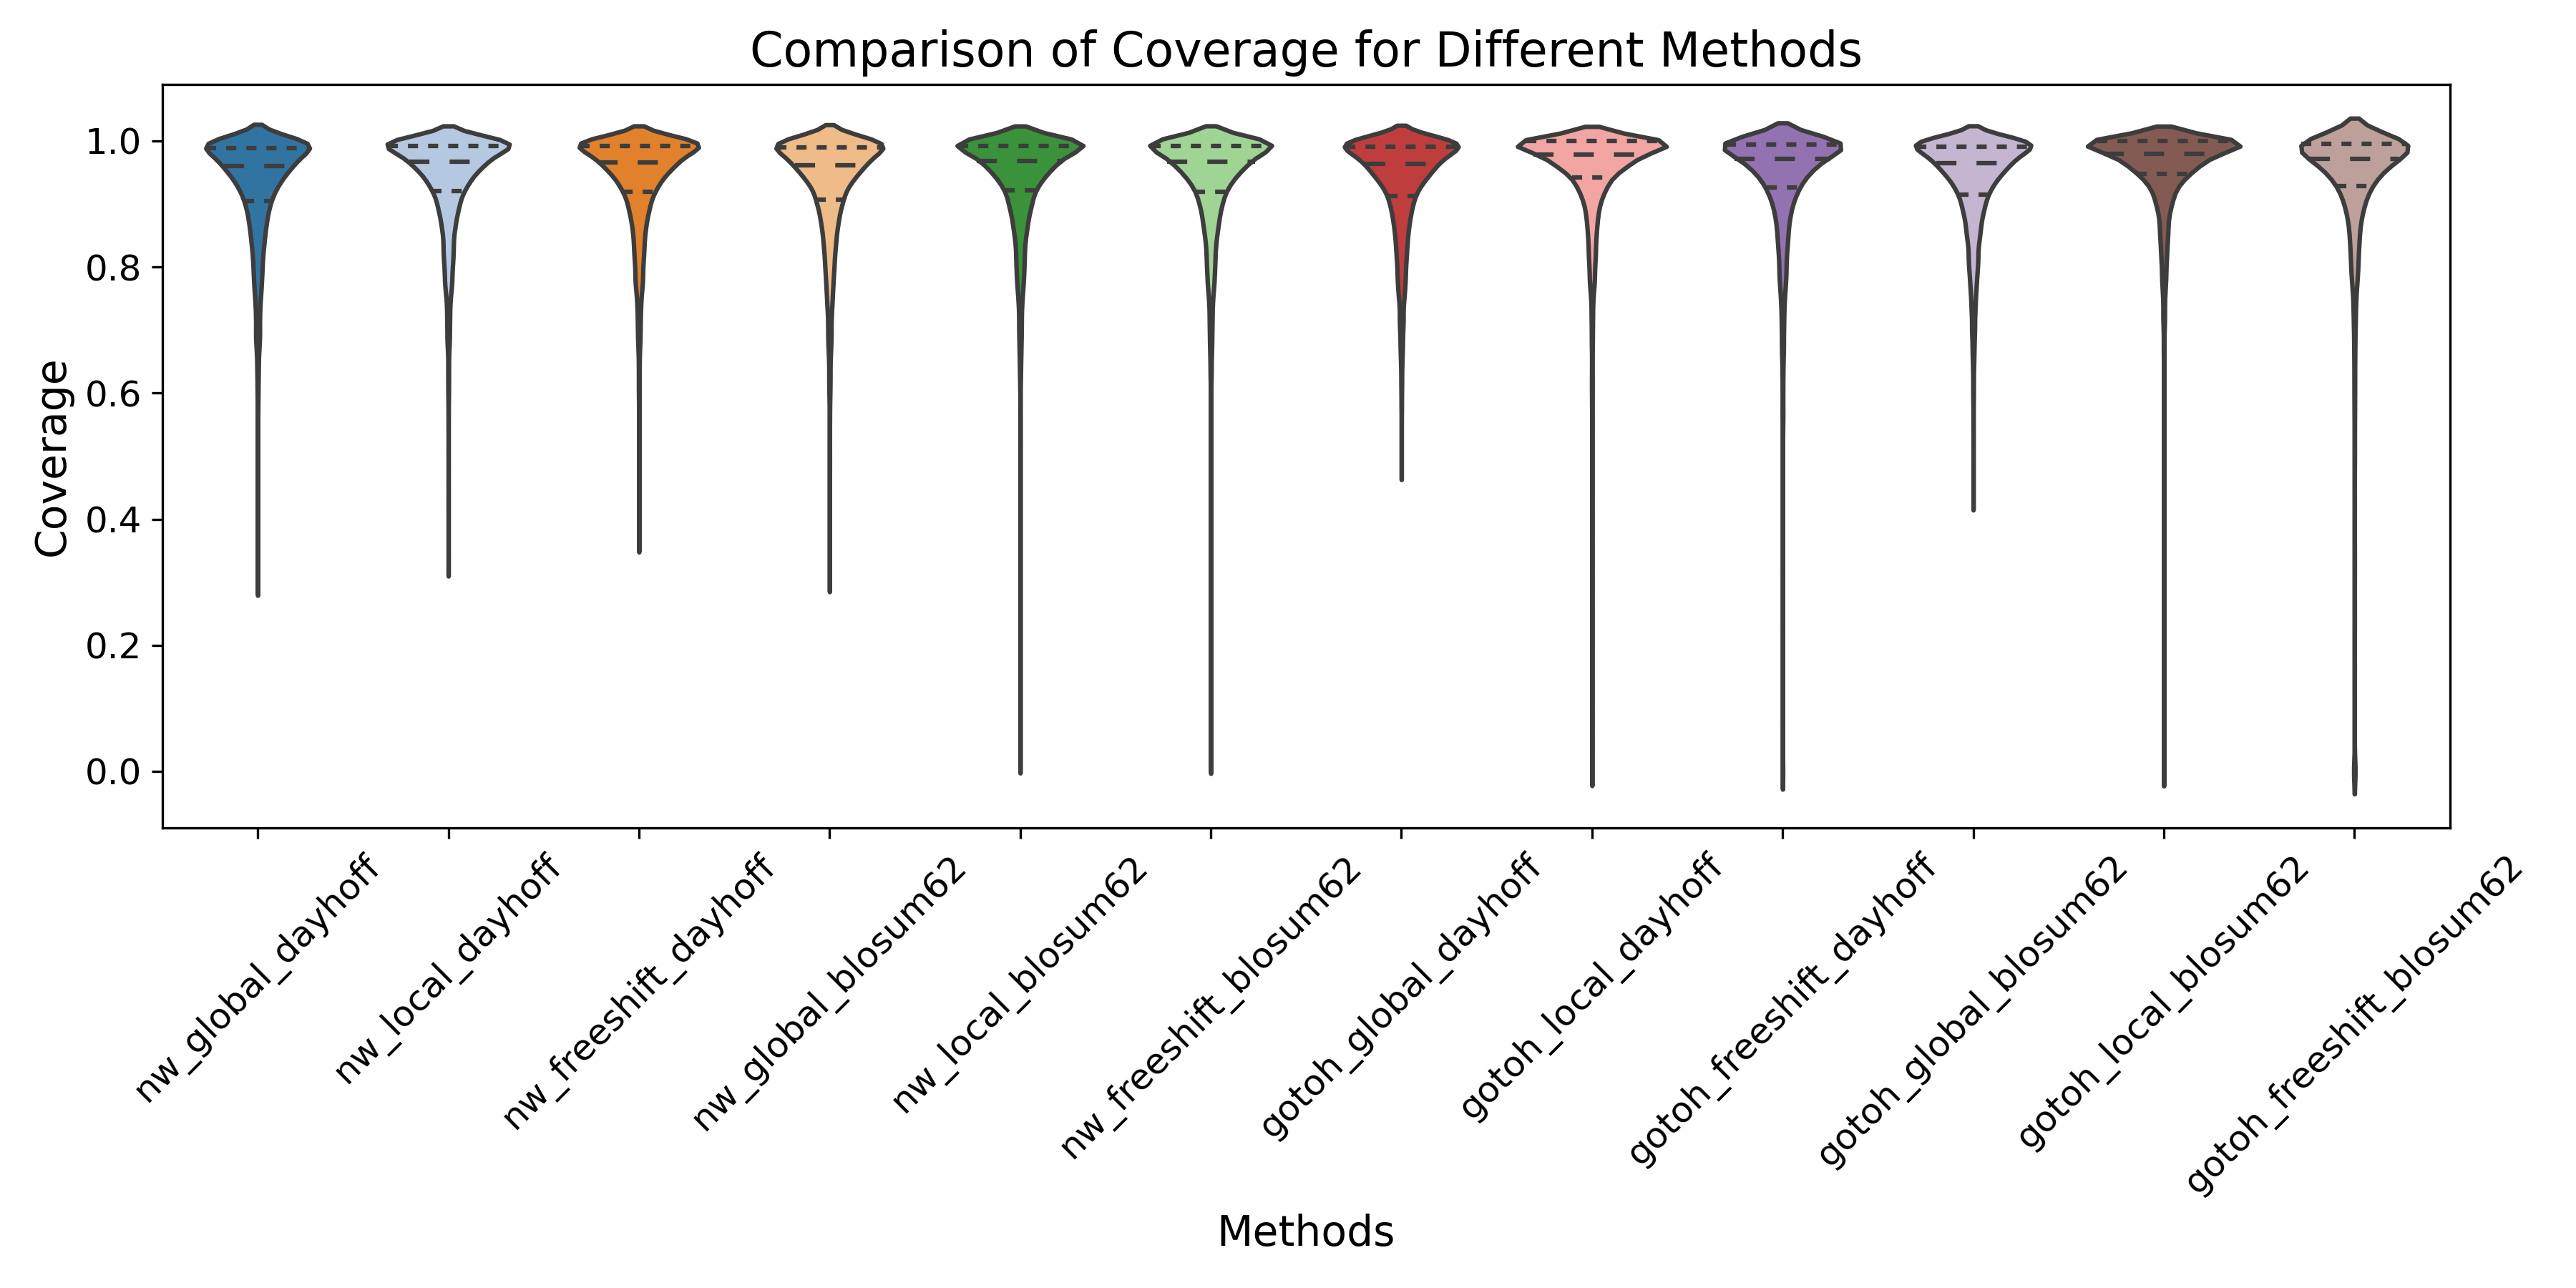 Comparison of Coverage for Different Methods
Coverage
1.0
0.8
0.6
0.4
0.2
0.0
nw_global_dayhoff
nw_local_dayhoff
nw_freeshift_dayhoff
nw_global_blosum62
nw_local_blosum62
nw_freeshift_blosum62
gotoh_global_dayhoff
gotoh_local_dayhoff
gotoh_freeshift_dayhoff
gotoh_global_blosum62
gotoh_local_blosum62
gotoh_freeshift_blosum62
Methods